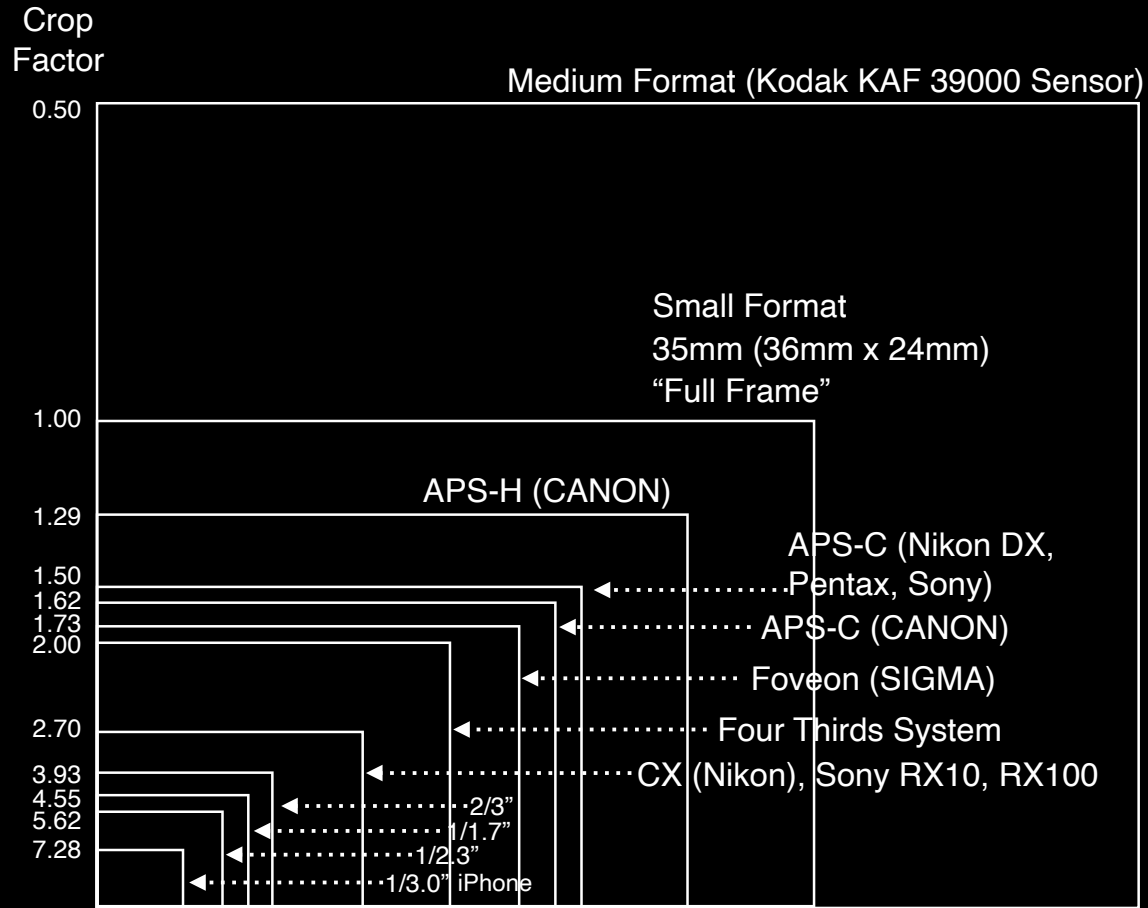 Crop
Factor
Medium Format (Kodak KAF 39000 Sensor)
0.50
Small Format
35mm (36mm x 24mm)
“Full Frame”
1.00
APS-H (CANON)
1.29
APS-C (Nikon DX,
Pentax, Sony)
1.50
1.62
APS-C (CANON)
1.73
2.00
Foveon (SIGMA)
2.70
Four Thirds System
3.93
CX (Nikon), Sony RX10, RX100
4.55
2/3”
5.62
1/1.7”
7.28
1/2.3”
1/3.0” iPhone